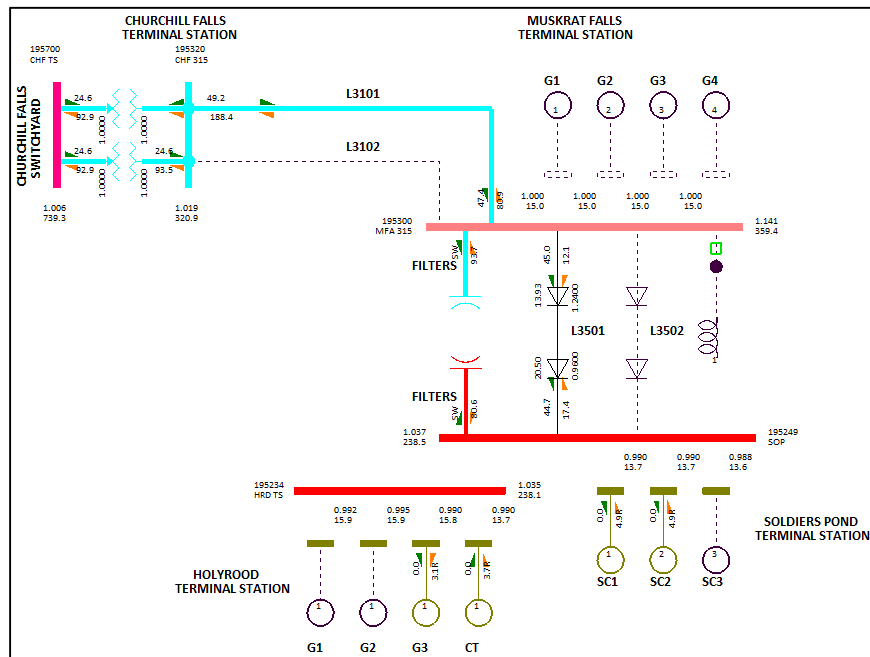 CHURCHILL FALLS
TERMINAL STATION
MUSKRAT FALLS
TERMINAL STATION
195700
CHF TS
195320
CHF 315
CHURCHILL FALLS
SWITCHYARD
24.6
92.9
1.0000
1.0000
49.2
188.4
L3101
24.6
92.9
1.0000
1.0000
24.6
93.5
L3102
1.006
739.3
1.019
320.9
G1
G2
G3
G4
1
2
3
4
47.4
80.9
1.000
15.0
1.000
15.0
1.000
15.0
1.000
15.0
195300
MFA 315
1.141
359.4
SW
93.7
FILTERS
45.0
12.1
13.93
1.2400
L3501
L3502
1
20.50
0.9600
FILTERS
SW
80.6
44.7
17.4
1.037
238.5
195249
SOP
0.990
13.7
0.990
13.7
0.988
13.6
195234
HRD TS
1.035
238.1
0.992
15.9
0.995
15.9
0.990
15.8
0.990
13.7
0.0
4.9R
0.0
4.9R
SOLDIERS POND
TERMINAL STATION
1
2
3
SC1
SC2
SC3
0.0
3.1R
0.0
3.7R
HOLYROOD
TERMINAL STATION
1
1
1
1
G1
G2
G3
CT